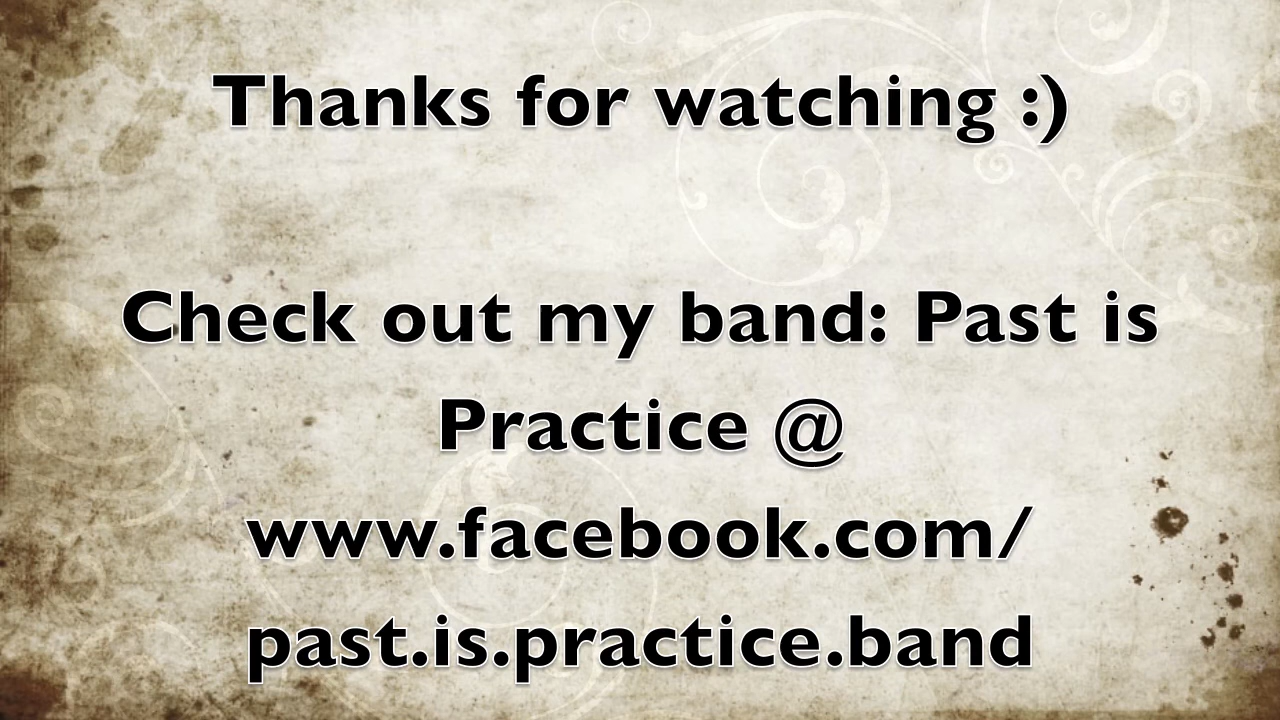 Thanks for watching :)
Check out my band: Past is
Practice @
www.facebook.com/
past.is.practice.band